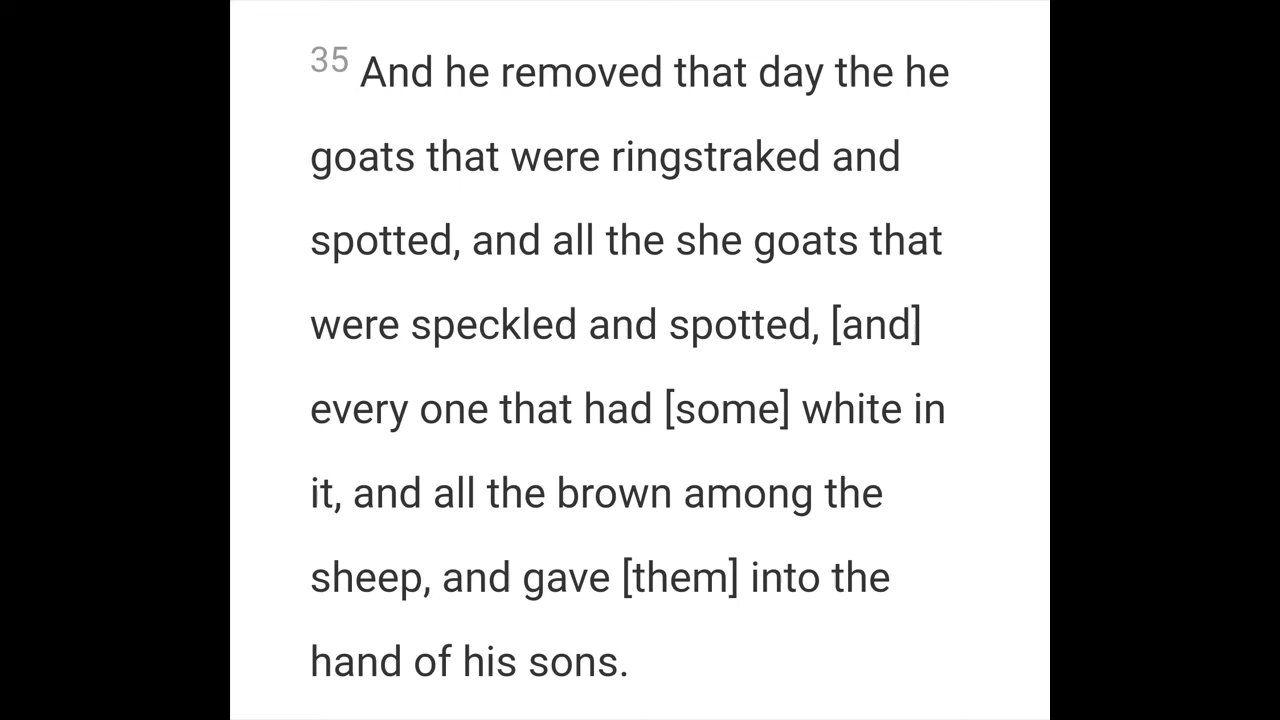 35 And he removed that day the he
goats that were ringstraked and
spotted, and all the she goats that
were speckled and spotted, [and]
every one that had [some] white in
it, and all the brown among the
sheep, and gave [them] into the
hand of his sons.